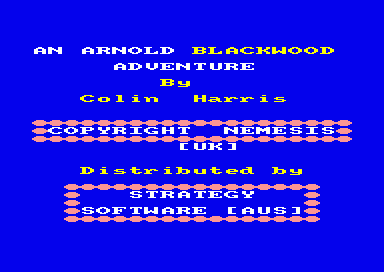 AN ARNOLD BLACKWOOD
ADVENTURE
By
Colin Harris
COPYRIGHT NEMESIS
[UK]
Distributed by
STRATEGY
SOFTWARE [AUS]